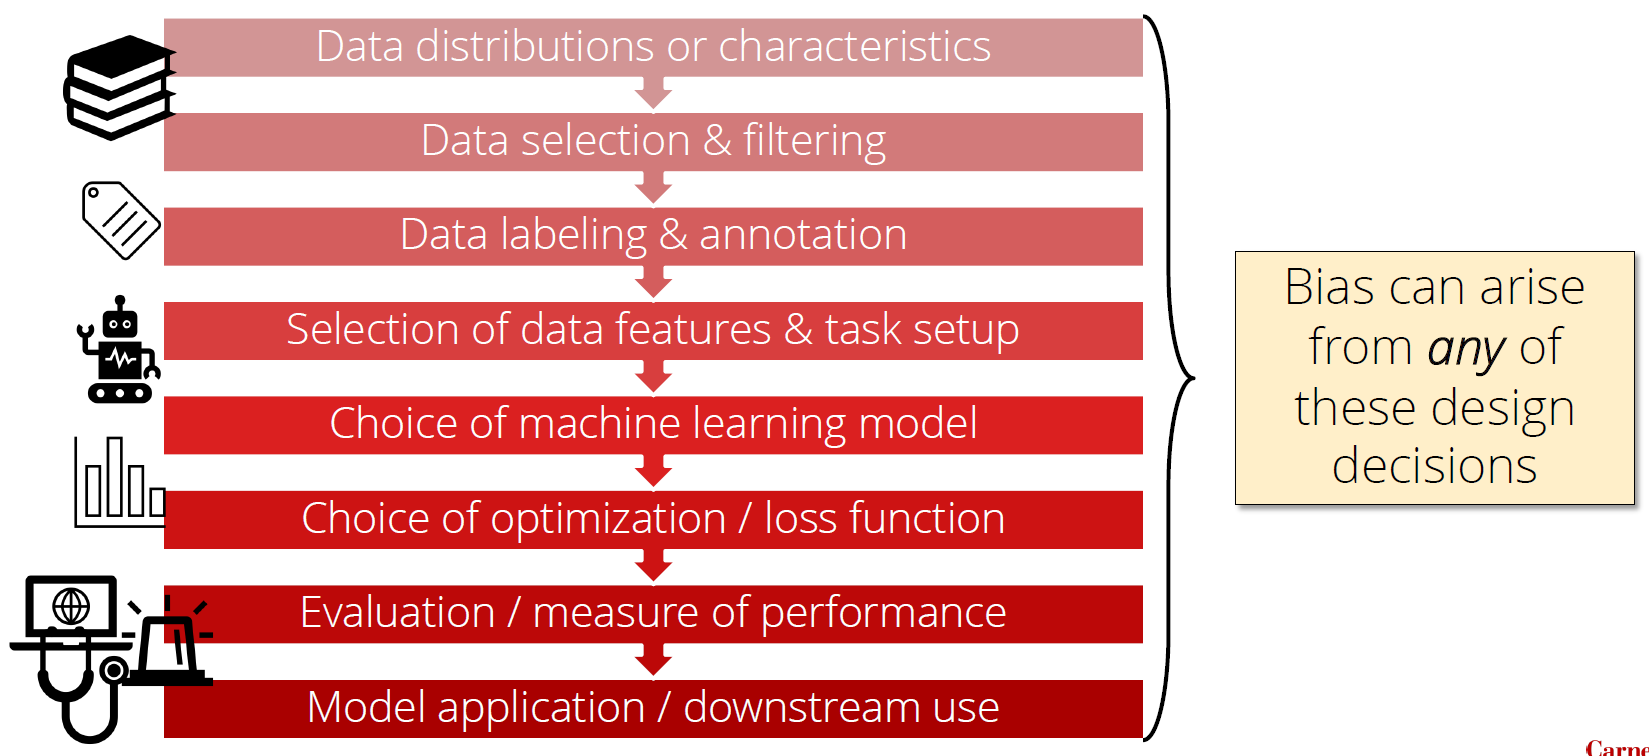 Data distributions or characteristics
Data selection & filtering
Data labeling & annotation
Selection of data features & task setup
Choice of machine learning model
Choice of optimization / loss function
Evaluation / measure of performance
Model application / downstream use
Bias can arise
from any of
these design
decisions
Carne